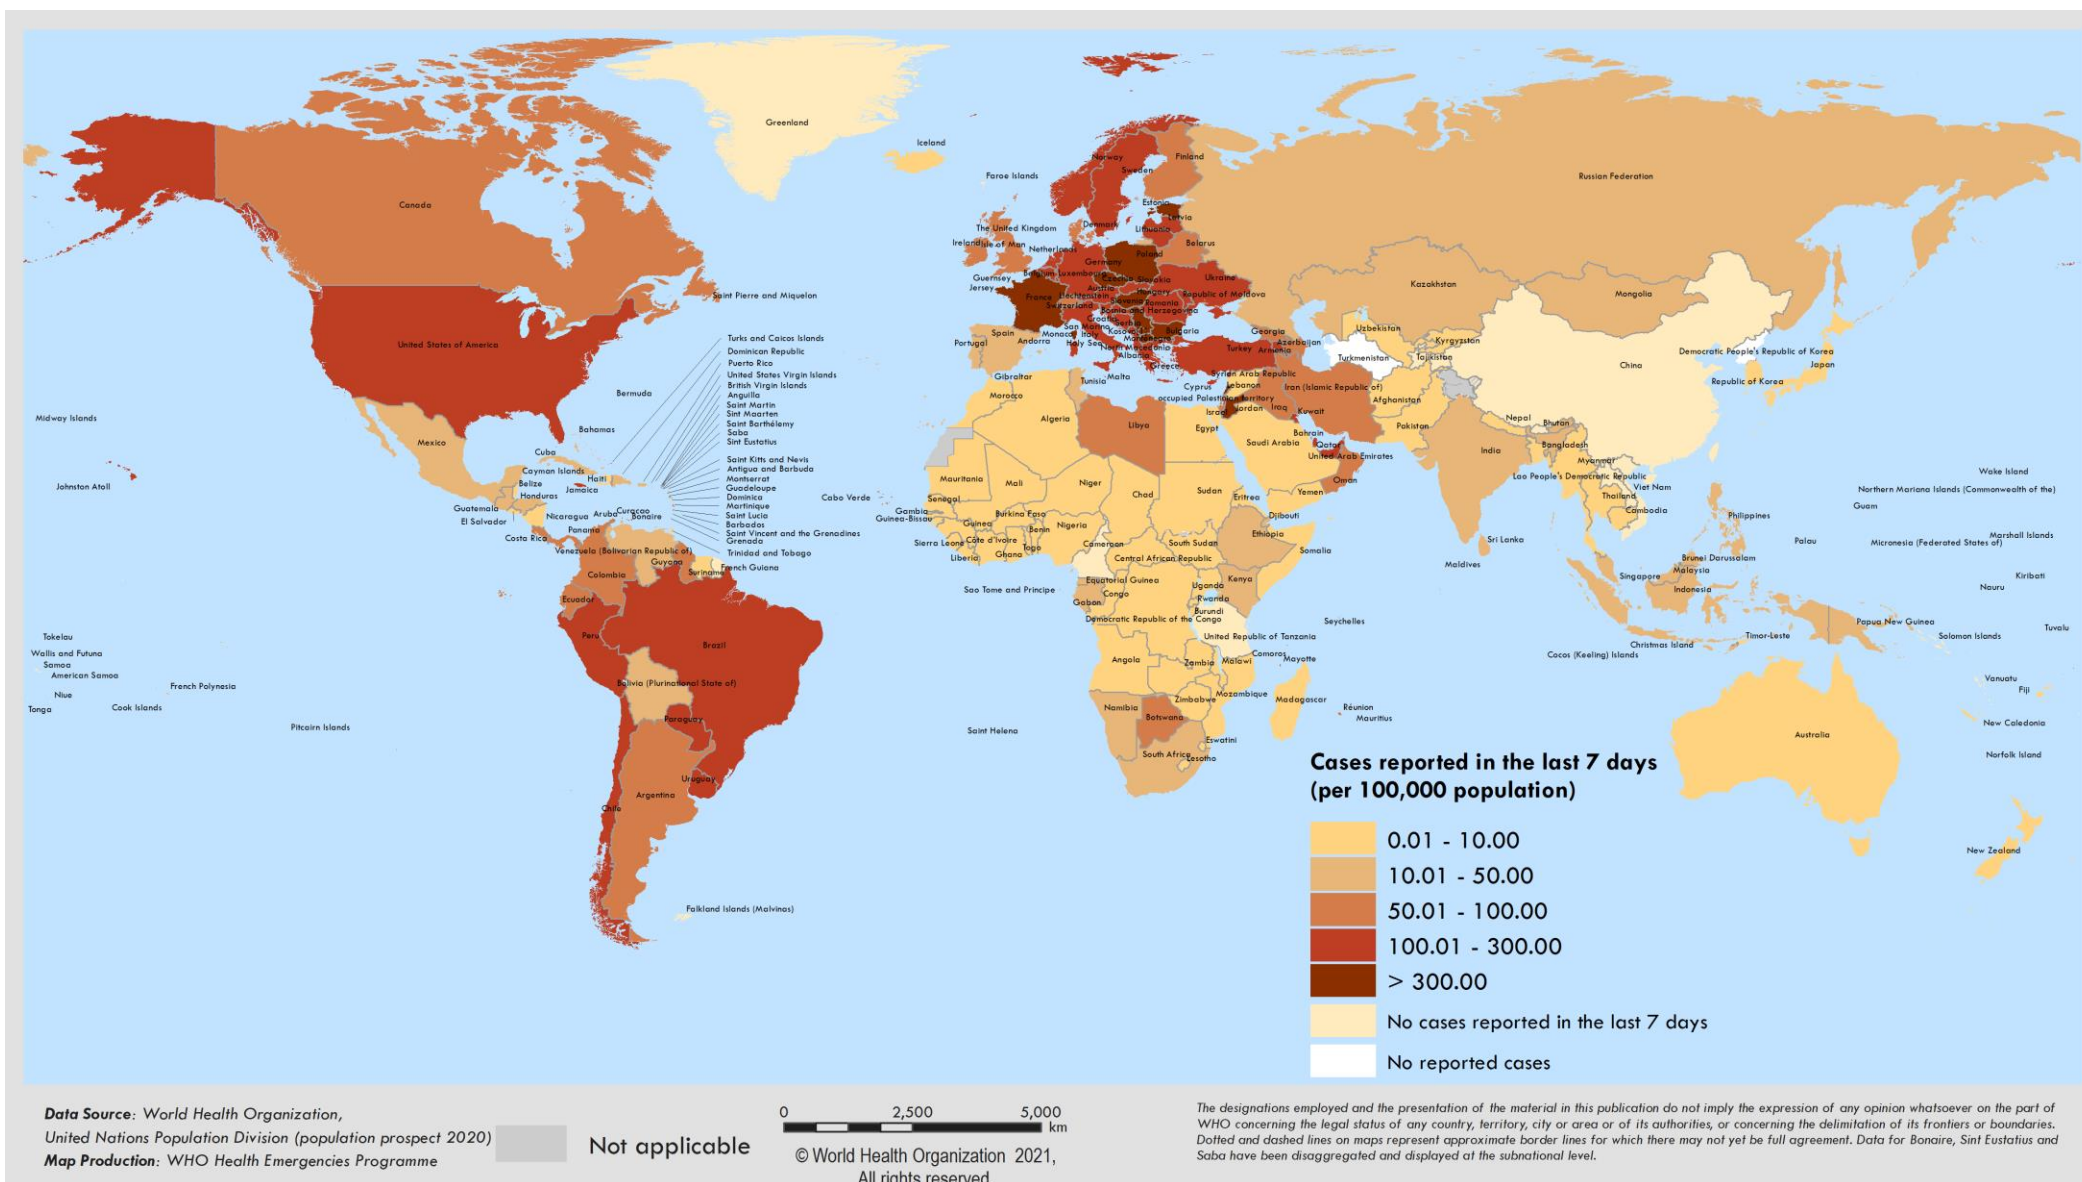 Greenland
Iceland
Faroe Islands
Norway
Sweden
Finland
Russian Federation
Canada
Estonia
Latvia
Lithuania
Denmark
The United Kingdom
Ireland
Isle of Man
Netherlands
Belarus
Poland
Germany
Guernsey
Jersey
Belgium
Luxembourg
Czechia
Slovakia
Ukraine
Austria
Hungary
Republic of Moldova
France
Liechtenstein
Switzerland
Slovenia
Romania
Bosnia and Herzegovina
Croatia
Serbia
San Marino
Italy
Kosovo
Bulgaria
Monaco
Holy See
Montenegro
North Macedonia
Albania
Greece
Spain
Portugal
Andorra
Gibraltar
Malta
Tunisia
Cyprus
Turkey
Georgia
Azerbaijan
Armenia
Kazakhstan
Mongolia
Uzbekistan
Kyrgyzstan
Turkmenistan
Tajikistan
China
Democratic People's Republic of Korea
Japan
Republic of Korea
Syrian Arab Republic
Lebanon
occupied Palestinian territory
Israel
Jordan
Iraq
Iran (Islamic Republic of)
Kuwait
Afghanistan
Pakistan
Bahrain
Qatar
United Arab Emirates
Saudi Arabia
Oman
Yemen
Nepal
Bhutan
Bangladesh
India
Myanmar
Lao People's Democratic Republic
Viet Nam
Thailand
Cambodia
Philippines
Sri Lanka
Maldives
Brunei Darussalam
Malaysia
Singapore
Indonesia
Palau
Wake Island
Northern Mariana Islands (Commonwealth of the)
Guam
Marshall Islands
Micronesia (Federated States of)
Kiribati
Nauru
Papua New Guinea
Solomon Islands
Tuvalu
Timor-Leste
Christmas Island
Cocos (Keeling) Islands
Vanuatu
Fiji
New Caledonia
Norfolk Island
Australia
New Zealand
United States of America
Saint Pierre and Miquelon
Bermuda
Midway Islands
Johnston Atoll
Mexico
Bahamas
Cuba
Cayman Islands
Haiti
Belize
Jamaica
Honduras
Guatemala
El Salvador
Nicaragua
Aruba
Curacao
Bonaire
Costa Rica
Panama
Turks and Caicos Islands
Dominican Republic
Puerto Rico
United States Virgin Islands
British Virgin Islands
Anguilla
Saint Martin
Sint Maarten
Saint Barthélemy
Saba
Sint Eustatius
Saint Kitts and Nevis
Antigua and Barbuda
Montserrat
Guadeloupe
Dominica
Martinique
Saint Lucia
Barbados
Saint Vincent and the Grenadines
Grenada
Trinidad and Tobago
Venezuela (Bolivarian Republic of)
Guyana
French Guiana
Suriname
Colombia
Ecuador
Peru
Brazil
Bolivia (Plurinational State of)
Paraguay
Uruguay
Argentina
Chile
Falkland Islands (Malvinas)
Tokelau
Wallis and Futuna
Samoa
American Samoa
Niue
Tonga
Cook Islands
French Polynesia
Pitcairn Islands
Morocco
Algeria
Libya
Egypt
Cabo Verde
Mauritania
Mali
Niger
Chad
Sudan
Eritrea
Senegal
Gambia
Guinea-Bissau
Guinea
Burkina Faso
Benin
Nigeria
Djibouti
Sierra Leone
Côte d'Ivoire
Liberia
Ghana
Togo
Cameroon
South Sudan
Ethiopia
Somalia
Central African Republic
Equatorial Guinea
Sao Tome and Principe
Gabon
Congo
Uganda
Kenya
Rwanda
Burundi
Democratic Republic of the Congo
United Republic of Tanzania
Seychelles
Comoros
Mayotte
Angola
Zambia
Malawi
Mozambique
Zimbabwe
Madagascar
Namibia
Botswana
Réunion
Mauritius
Saint Helena
Eswatini
South Africa
Lesotho
Cases reported in the last 7 days
(per 100,000 population)
0.01 - 10.00
10.01 - 50.00
50.01 - 100.00
100.01 - 300.00
> 300.00
No cases reported in the last 7 days
No reported cases
Data Source: World Health Organization,
United Nations Population Division (population prospect 2020)
Map Production: WHO Health Emergencies Programme
Not applicable
0 2,500 5,000
km
© World Health Organization 2021,
All rights reserved
The designations employed and the presentation of the material in this publication do not imply the expression of any opinion whatsoever on the part of
WHO concerning the legal status of any country, territory, city or area or of its authorities, or concerning the delimitation of its frontiers or boundaries.
Dotted and dashed lines on maps represent approximate border lines for which there may not yet be full agreement. Data for Bonaire, Sint Eustatius and
Saba have been disaggregated and displayed at the subnational level.